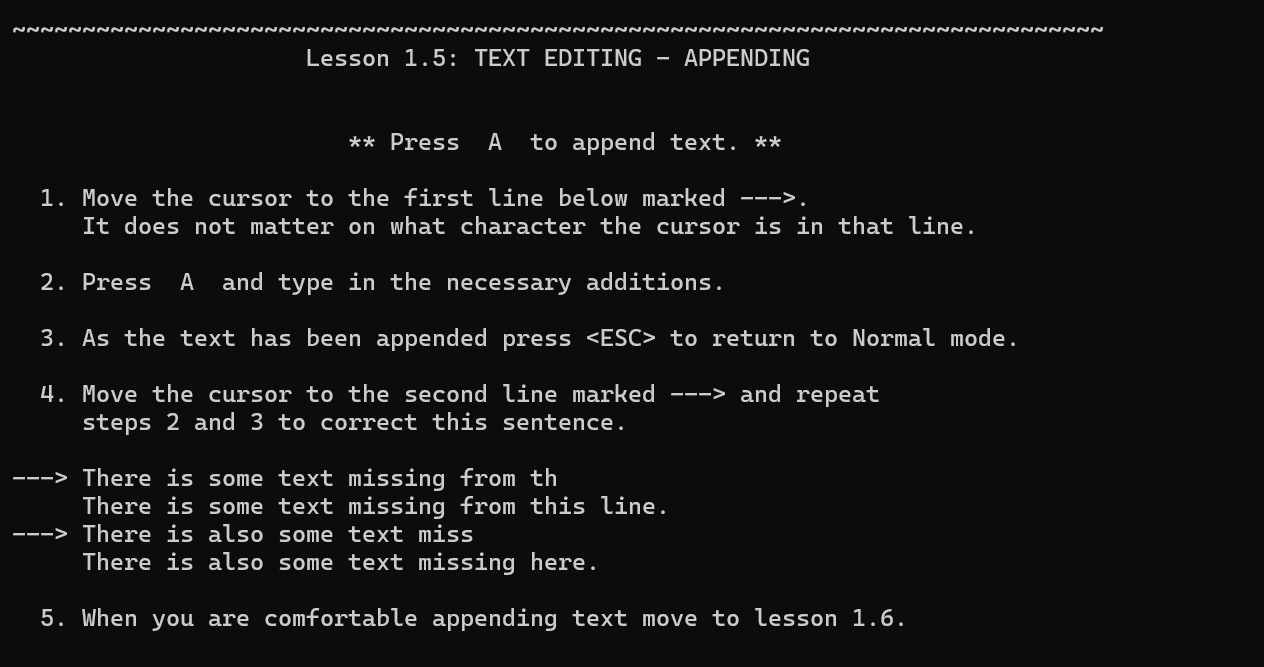 ~~~~~~~~~~~~~~~~~~~~~~~~~~~~~~~~~~~~~~~~~~~~~~~~~~~~~~~~~~~~~~~~~~~~~~~~~~~~~~
Lesson 1.5: TEXT EDITING - APPENDING
** Press  A  to append text. **
1. Move the cursor to the first line below marked --->.
It does not matter on what character the cursor is in that line.
2. Press  A  and type in the necessary additions.
3. As the text has been appended press <ESC> to return to Normal mode.
4. Move the cursor to the second line marked ---> and repeat
steps 2 and 3 to correct this sentence.
---> There is some text missing from th
There is some text missing from this line.
---> There is also some text miss
There is also some text missing here.
5. When you are comfortable appending text move to lesson 1.6.